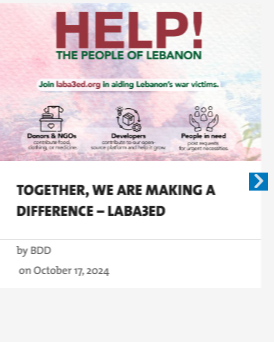 HELP!
THE PEOPLE OF LEBANON
Join laba3ed.org in aiding Lebanon's war victims.
Donors & NGOs
contribute food,
clothing, or medicine
Developers
contribute to our open
source platform and help it grow
People in need
post requests
for urgent necessities
TOGETHER, WE ARE MAKING A
DIFFERENCE – LABA3ED
by BDD
on October 17, 2024